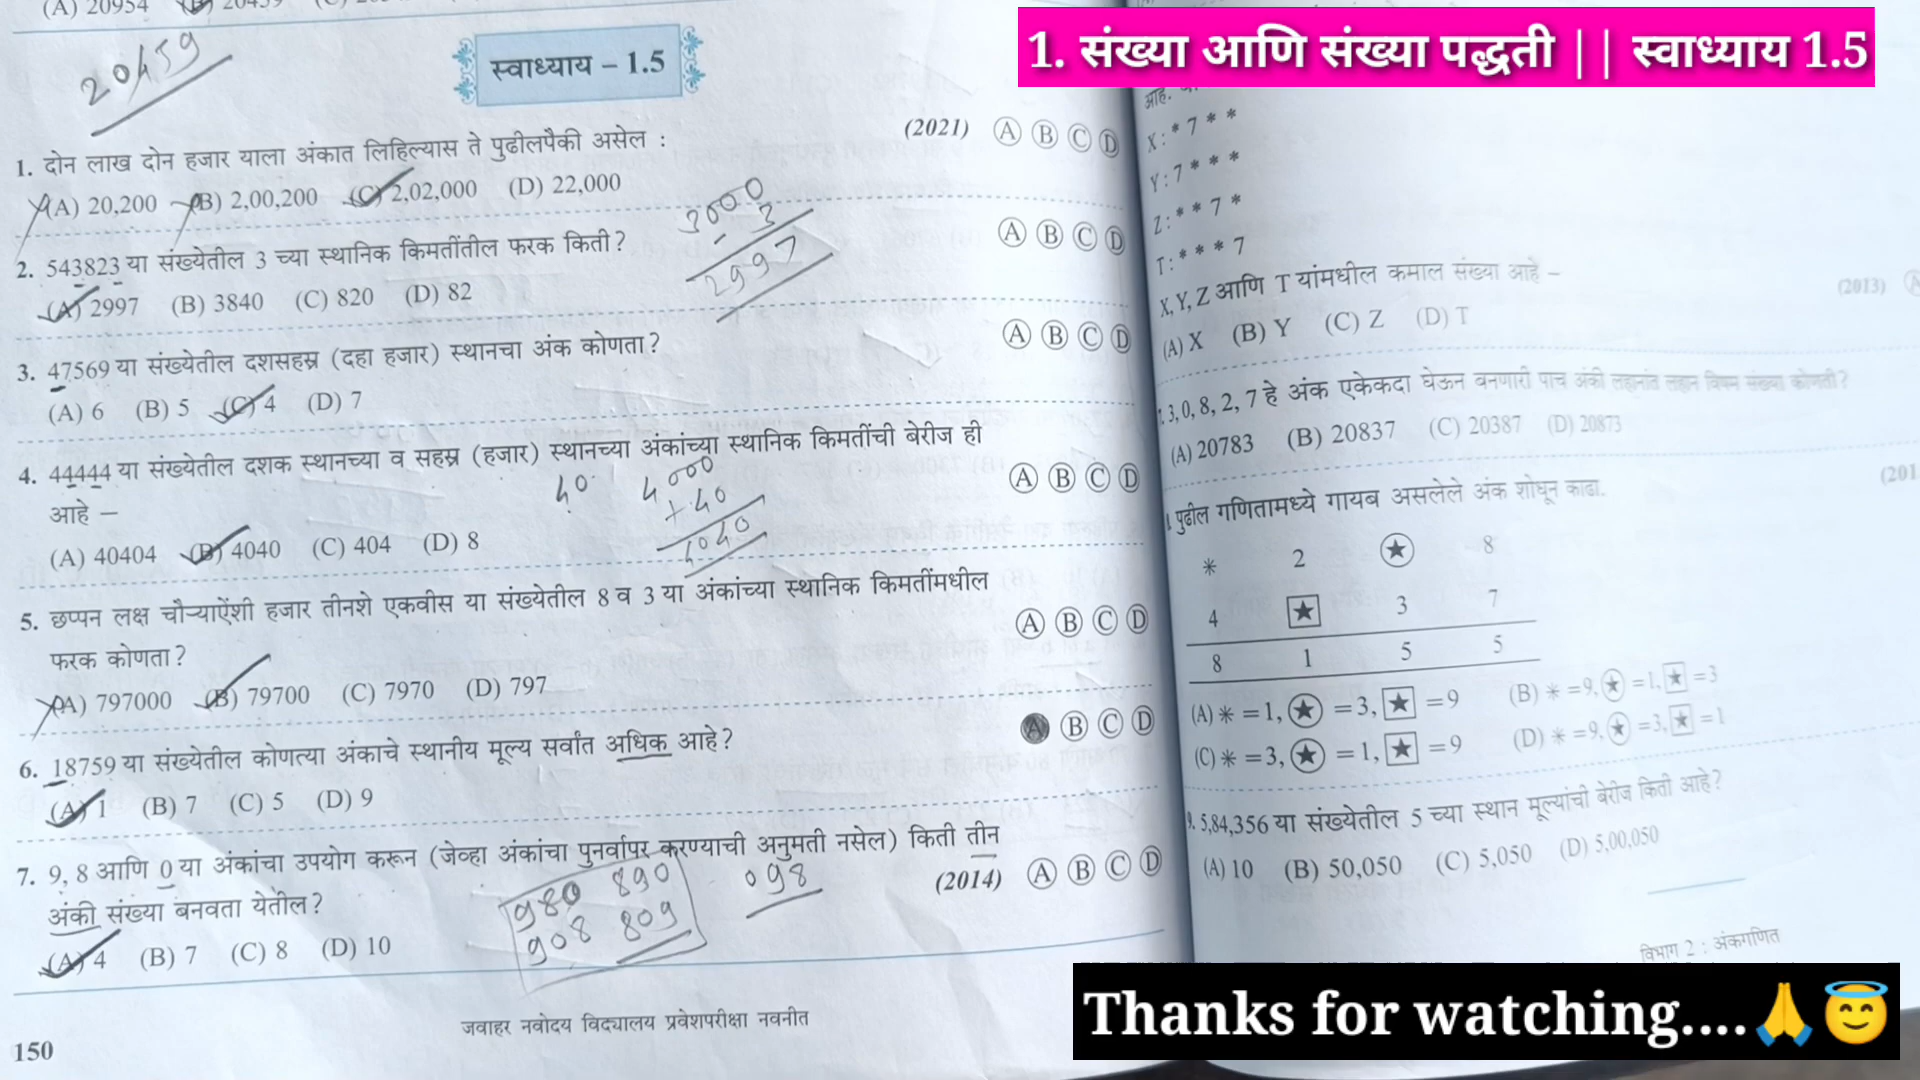 (A) 20954
20459
स्वाध्याय – 1.5
1. दोन लाख दोन हजार याला अंकात लिहिल्यास ते पुढीलपैकी असेल : (2021) Ⓐ Ⓑ Ⓒ Ⓓ
(A) 20,200 (B) 2,00,200 (C) 2,02,000 (D) 22,000
3000
- 3
2997
2. 543823 या संख्येतील 3 च्या स्थानिक किमतींतील फरक किती? Ⓐ Ⓑ Ⓒ Ⓓ
(A) 2997 (B) 3840 (C) 820 (D) 82
3. 47569 या संख्येतील दशसहस्र (दहा हजार) स्थानचा अंक कोणता? Ⓐ Ⓑ Ⓒ Ⓓ
(A) 6 (B) 5 (C) 4 (D) 7
4. 44444 या संख्येतील दशक स्थानच्या व सहस्र (हजार) स्थानच्या अंकांच्या स्थानिक किमतींची बेरीज ही
आहे – Ⓐ Ⓑ Ⓒ Ⓓ
40 4000
+ 40
4040
(A) 40404 (B) 4040 (C) 404 (D) 8
5. छप्पन लक्ष चौऱ्याऐंशी हजार तीनशे एकवीस या संख्येतील 8 व 3 या अंकांच्या स्थानिक किमतींमधील
फरक कोणता? Ⓐ Ⓑ Ⓒ Ⓓ
(A) 797000 (B) 79700 (C) 7970 (D) 797
6. 18759 या संख्येतील कोणत्या अंकाचे स्थानीय मूल्य सर्वांत अधिक आहे? Ⓐ Ⓑ Ⓒ Ⓓ
(A) 1 (B) 7 (C) 5 (D) 9
7. 9, 8 आणि 0 या अंकांचा उपयोग करून (जेव्हा अंकांचा पुनर्वापर करण्याची अनुमती नसेल) किती तीन
अंकी संख्या बनवता येतील? (2014) Ⓐ Ⓑ Ⓒ Ⓓ
980 890 098
908 809
(A) 4 (B) 7 (C) 8 (D) 10
जवाहर नवोदय विद्यालय प्रवेशपरीक्षा नवनीत
150
1. संख्या आणि संख्या पद्धती || स्वाध्याय 1.5
आहे.
X : * 7 * *
Y : 7 * * *
Z : * * 7 *
T : * * * 7
X, Y, Z आणि T यांमधील कमाल संख्या आहे – (2013)
(A) X (B) Y (C) Z (D) T
3, 0, 8, 2, 7 हे अंक एकेकदा घेऊन बनणारी पाच अंकी लहानांत लहान विषम संख्या कोणती?
(A) 20783 (B) 20837 (C) 20387 (D) 20873
(201
पुढील गणितामध्ये गायब असलेले अंक शोधून काढा.
* 2 ★ 8
4 ★ 3 7
8 1 5 5
(A) * = 1, ★ = 3, ★ = 9 (B) * = 9, ★ = 1, ★ = 3
(C) * = 3, ★ = 1, ★ = 9 (D) * = 9, ★ = 3, ★ = 1
9. 5,84,356 या संख्येतील 5 च्या स्थान मूल्यांची बेरीज किती आहे?
(A) 10 (B) 50,050 (C) 5,050 (D) 5,00,050
विभाग 2 : अंकगणित
Thanks for watching....🙏😇